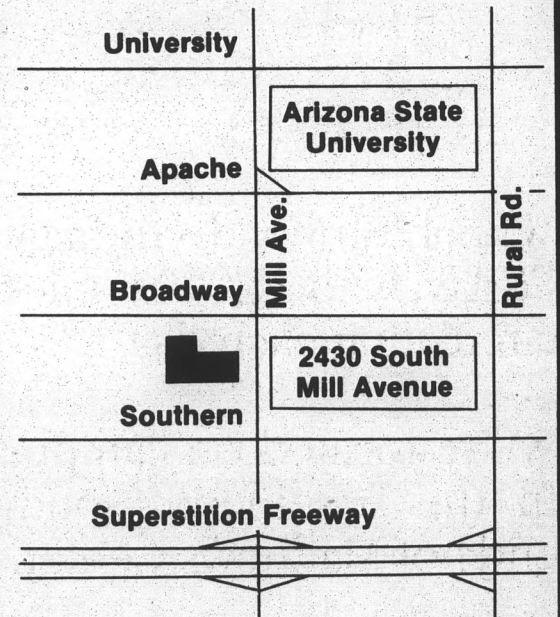 University
Arizona State
University
Apache
Mill Ave.
Rural Rd.
Broadway
2430 South
Mill Avenue
Southern
Superstition Freeway